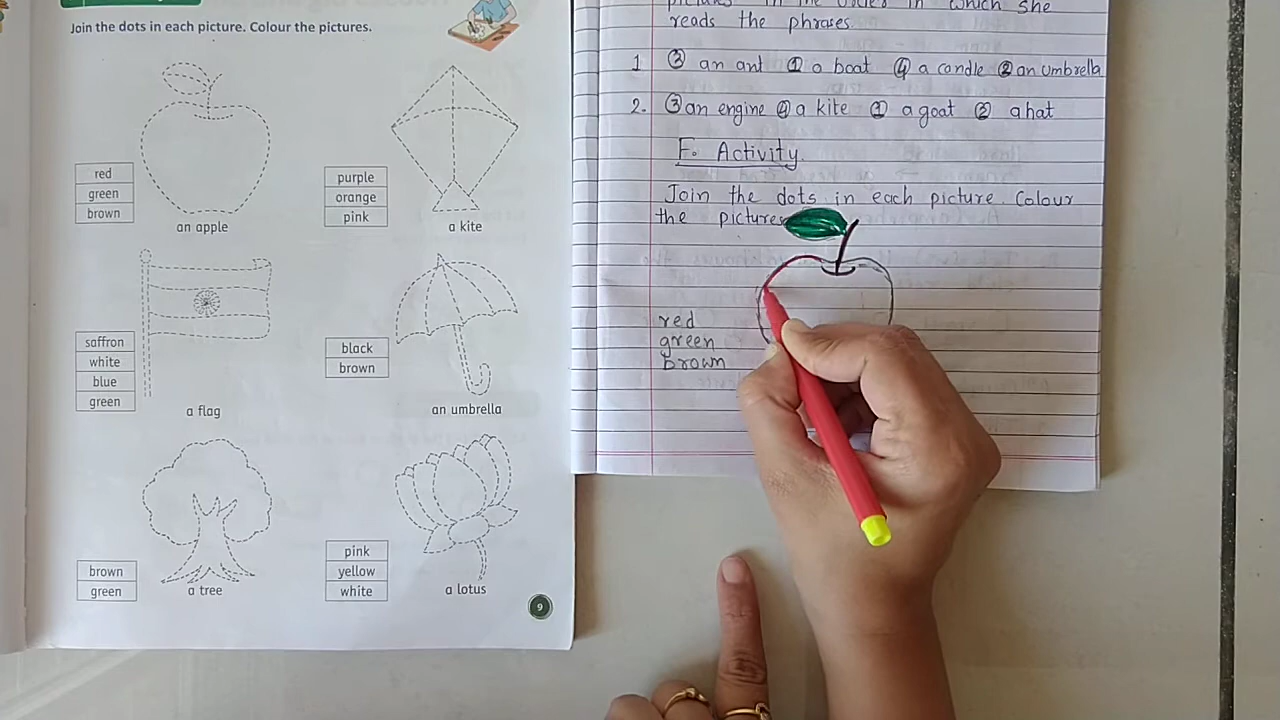 Join the dots in each picture. Colour the pictures.
red
green
brown
an apple
purple
orange
pink
a kite
saffron
white
blue
green
a flag
black
brown
an umbrella
brown
green
a tree
pink
yellow
white
a lotus
9
in which she
reads the phrases
1 ③ an ant ① a boat ④ a candle ② an umbrella
2. ③ an engine ④ a kite ① a goat ② a hat
F. Activity.
Join the dots in each picture. Colour
the pictures
red
green
brown